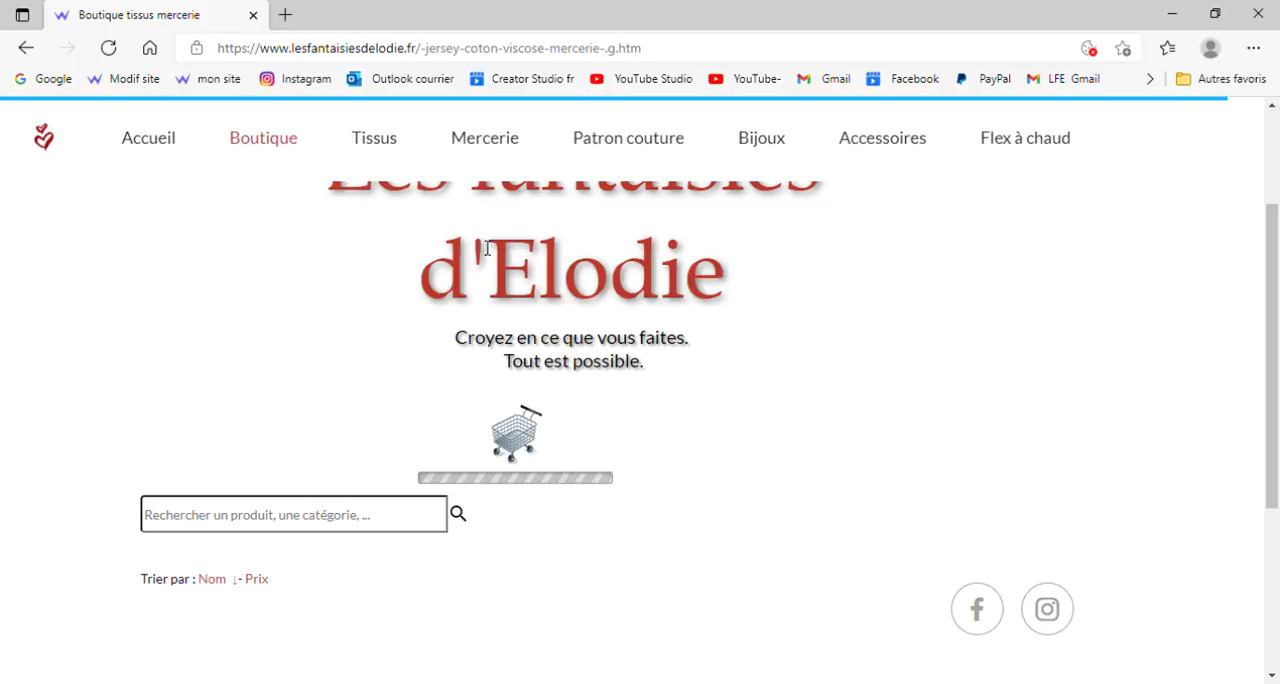 Boutique tissus mercerie
https://www.lesfantaisiesdelodie.fr/-jersey-coton-viscose-mercerie-.g.htm
Google Modif site mon site Instagram Outlook courrier Creator Studio fr YouTube Studio YouTube- Gmail Facebook PayPal LFE Gmail Autres favoris
Accueil Boutique Tissus Mercerie Patron couture Bijoux Accessoires Flex à chaud
Les fantaisies
d'Elodie
Croyez en ce que vous faites.
Tout est possible.
Rechercher un produit, une catégorie, ...
Trier par : Nom ↓- Prix